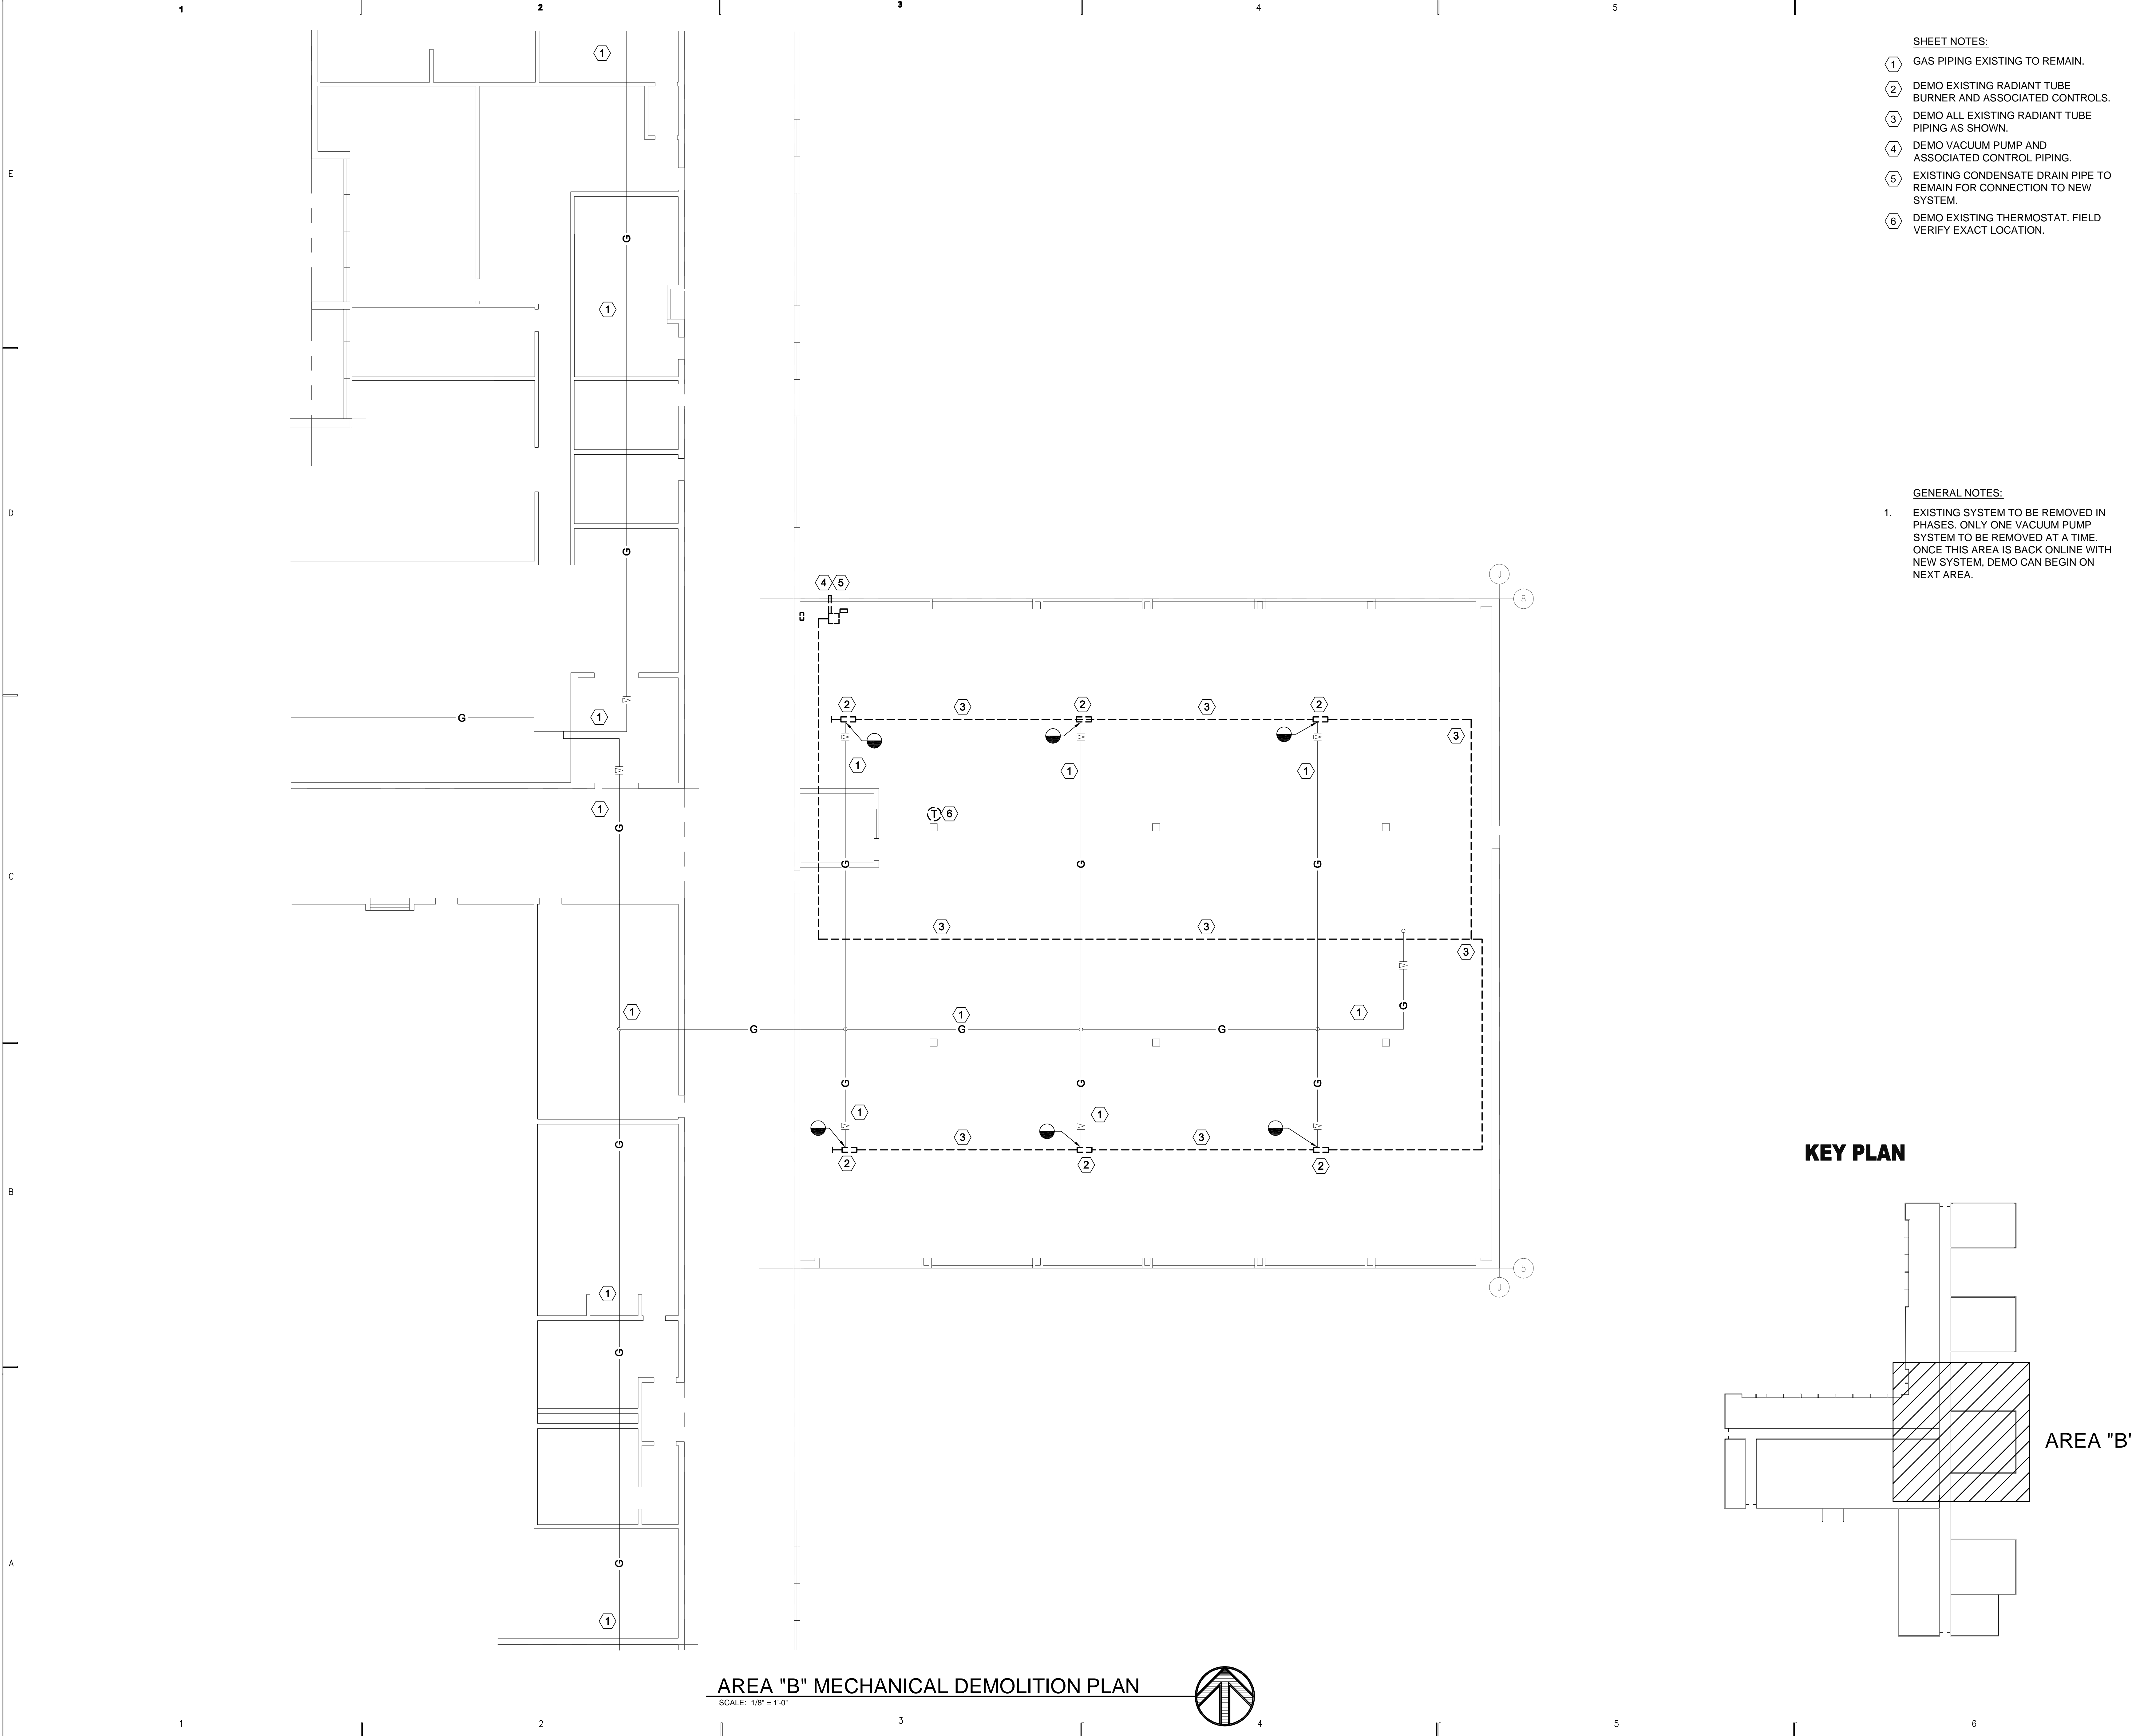 1 2 3 4 5
SHEET NOTES:
1 GAS PIPING EXISTING TO REMAIN.
2 DEMO EXISTING RADIANT TUBE
BURNER AND ASSOCIATED CONTROLS.
3 DEMO ALL EXISTING RADIANT TUBE
PIPING AS SHOWN.
4 DEMO VACUUM PUMP AND
ASSOCIATED CONTROL PIPING.
5 EXISTING CONDENSATE DRAIN PIPE TO
REMAIN FOR CONNECTION TO NEW
SYSTEM.
6 DEMO EXISTING THERMOSTAT. FIELD
VERIFY EXACT LOCATION.
GENERAL NOTES:
1. EXISTING SYSTEM TO BE REMOVED IN
PHASES. ONLY ONE VACUUM PUMP
SYSTEM TO BE REMOVED AT A TIME.
ONCE THIS AREA IS BACK ONLINE WITH
NEW SYSTEM, DEMO CAN BEGIN ON
NEXT AREA.
1
E
G
1
D
G
4 5
J
8
2 3 2 3 2
G 1
3
1 1 1
1
T 6
G
C
G G G
3 3
3
G
1 1 1
G G G
G G G
1 1
G
3 3
2 2 2
KEY PLAN
B
1
J
5
G
AREA "B'
A
G
1
AREA "B" MECHANICAL DEMOLITION PLAN
SCALE: 1/8" = 1'-0"
1 2 3 4 5 6